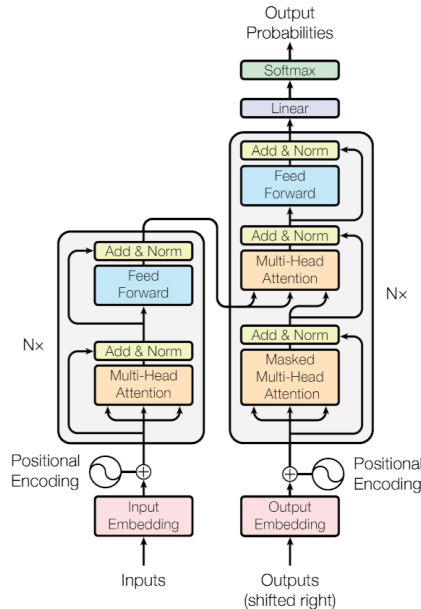 Output
Probabilities
Softmax
Linear
Add & Norm
Feed
Forward
Add & Norm
Multi-Head
Attention
Add & Norm
Masked
Multi-Head
Attention
Nx
Positional
Encoding
Output
Embedding
Outputs
(shifted right)
Add & Norm
Feed
Forward
Add & Norm
Multi-Head
Attention
Nx
Positional
Encoding
Input
Embedding
Inputs